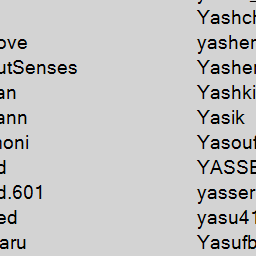 Yashch
ove yasher
utSenses Yasher
an Yashki
ann Yasik
noni Yasouf
d YASSE
d.601 yasser
ed yasu41
aru Yasufb